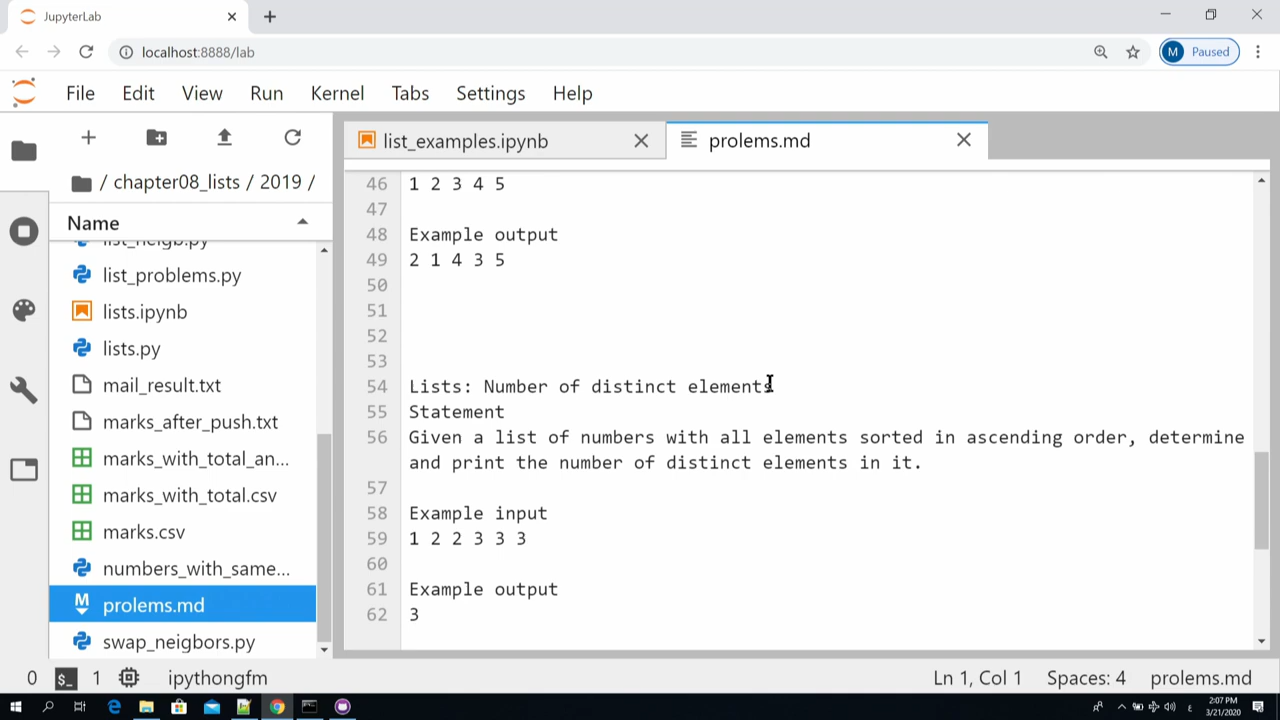 JupyterLab
localhost:8888/lab
M Paused
File Edit View Run Kernel Tabs Settings Help
list_examples.ipynb
prolems.md
/ chapter08_lists / 2019 /
Name
list_neigb.py
list_problems.py
lists.ipynb
lists.py
mail_result.txt
marks_after_push.txt
marks_with_total_an...
marks_with_total.csv
marks.csv
numbers_with_same...
prolems.md
swap_neigbors.py
46 1 2 3 4 5
47
48 Example output
49 2 1 4 3 5
50
51
52
53
54 Lists: Number of distinct elements
55 Statement
56 Given a list of numbers with all elements sorted in ascending order, determine
and print the number of distinct elements in it.
57
58 Example input
59 1 2 2 3 3 3
60
61 Example output
62 3
0 $_ 1 ipythongfm
Ln 1, Col 1 Spaces: 4 prolems.md
2:07 PM
3/21/2020